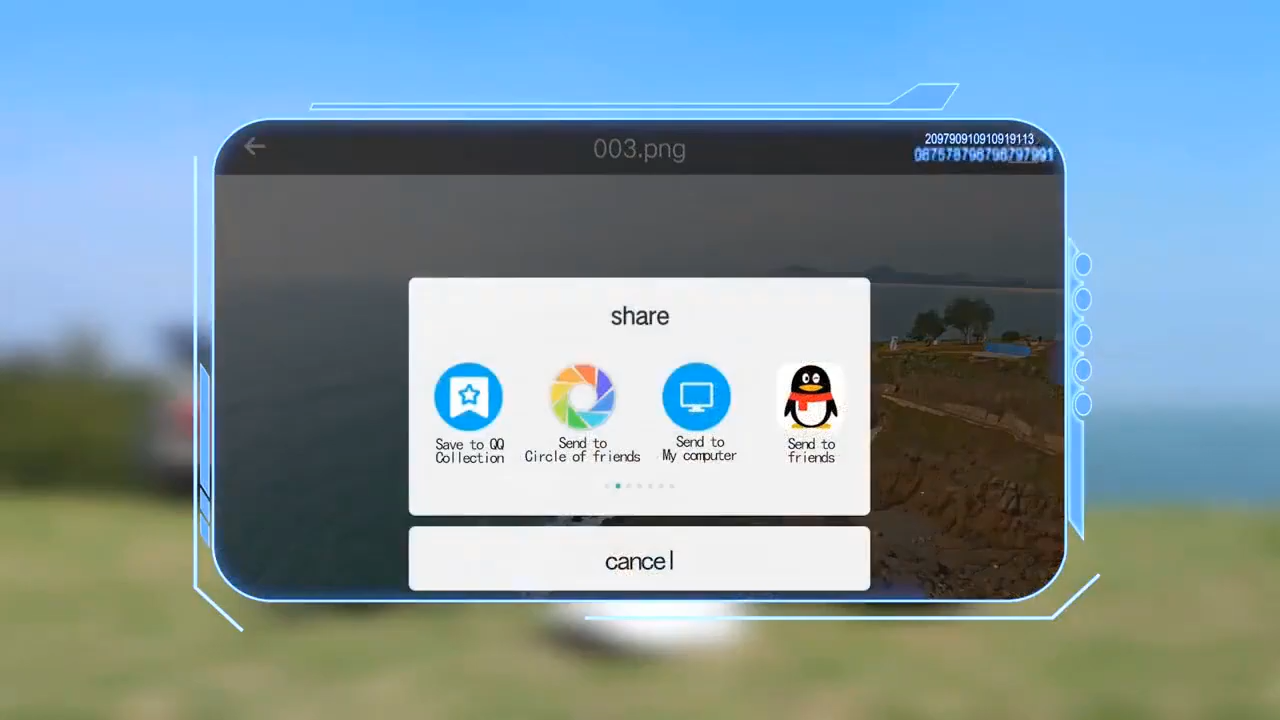 003.png
209790910910919113
share
Save to QQ
Collection
Send to
Circle of friends
Send to
My computer
Send to
friends
cancel